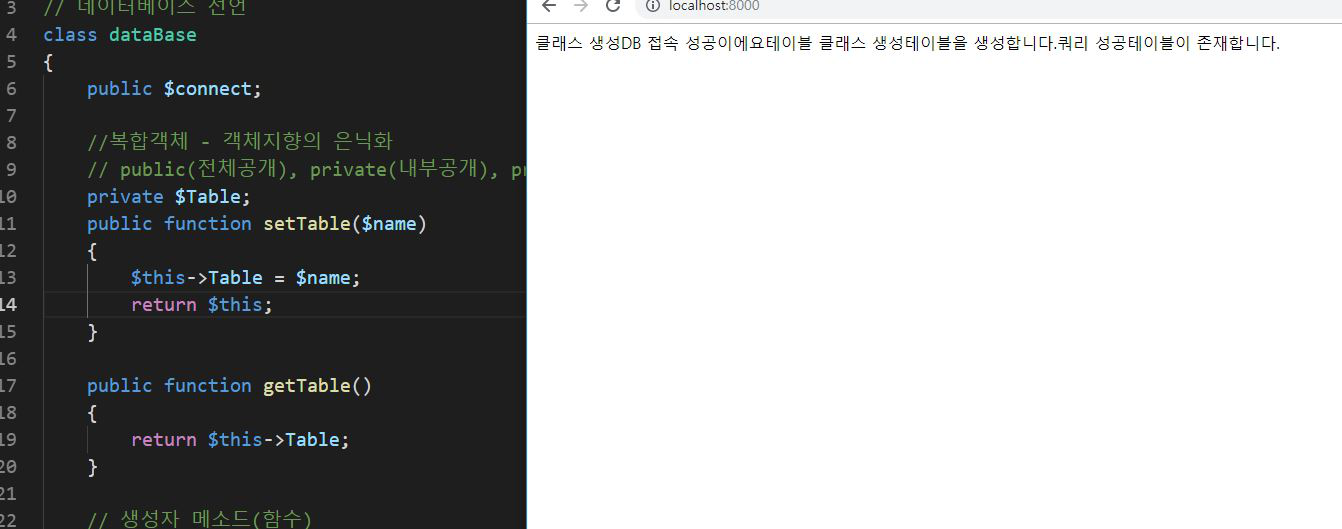 3 // 데이터베이스 선언
4 class dataBase
5 {
6 public $connect;
7
8 //복합객체 - 객체지향의 은닉화
9 // public(전체공개), private(내부공개), pr
10 private $Table;
11 public function setTable($name)
12 {
13 $this->Table = $name;
14 return $this;
15 }
16
17 public function getTable()
18 {
19 return $this->Table;
20 }
21
22 // 생성자 메소드(함수)
localhost:8000
클래스 생성DB 접속 성공이에요테이블 클래스 생성테이블을 생성합니다.쿼리 성공테이블이 존재합니다.